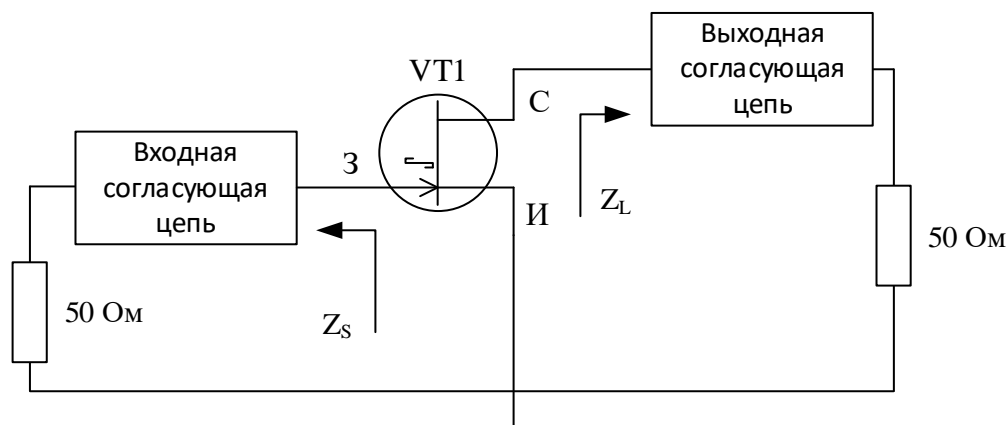 Выходная
согласующая
цепь
VT1
С
Входная
согласующая
цепь
З
И
Z_L
50 Ом
50 Ом
Z_S